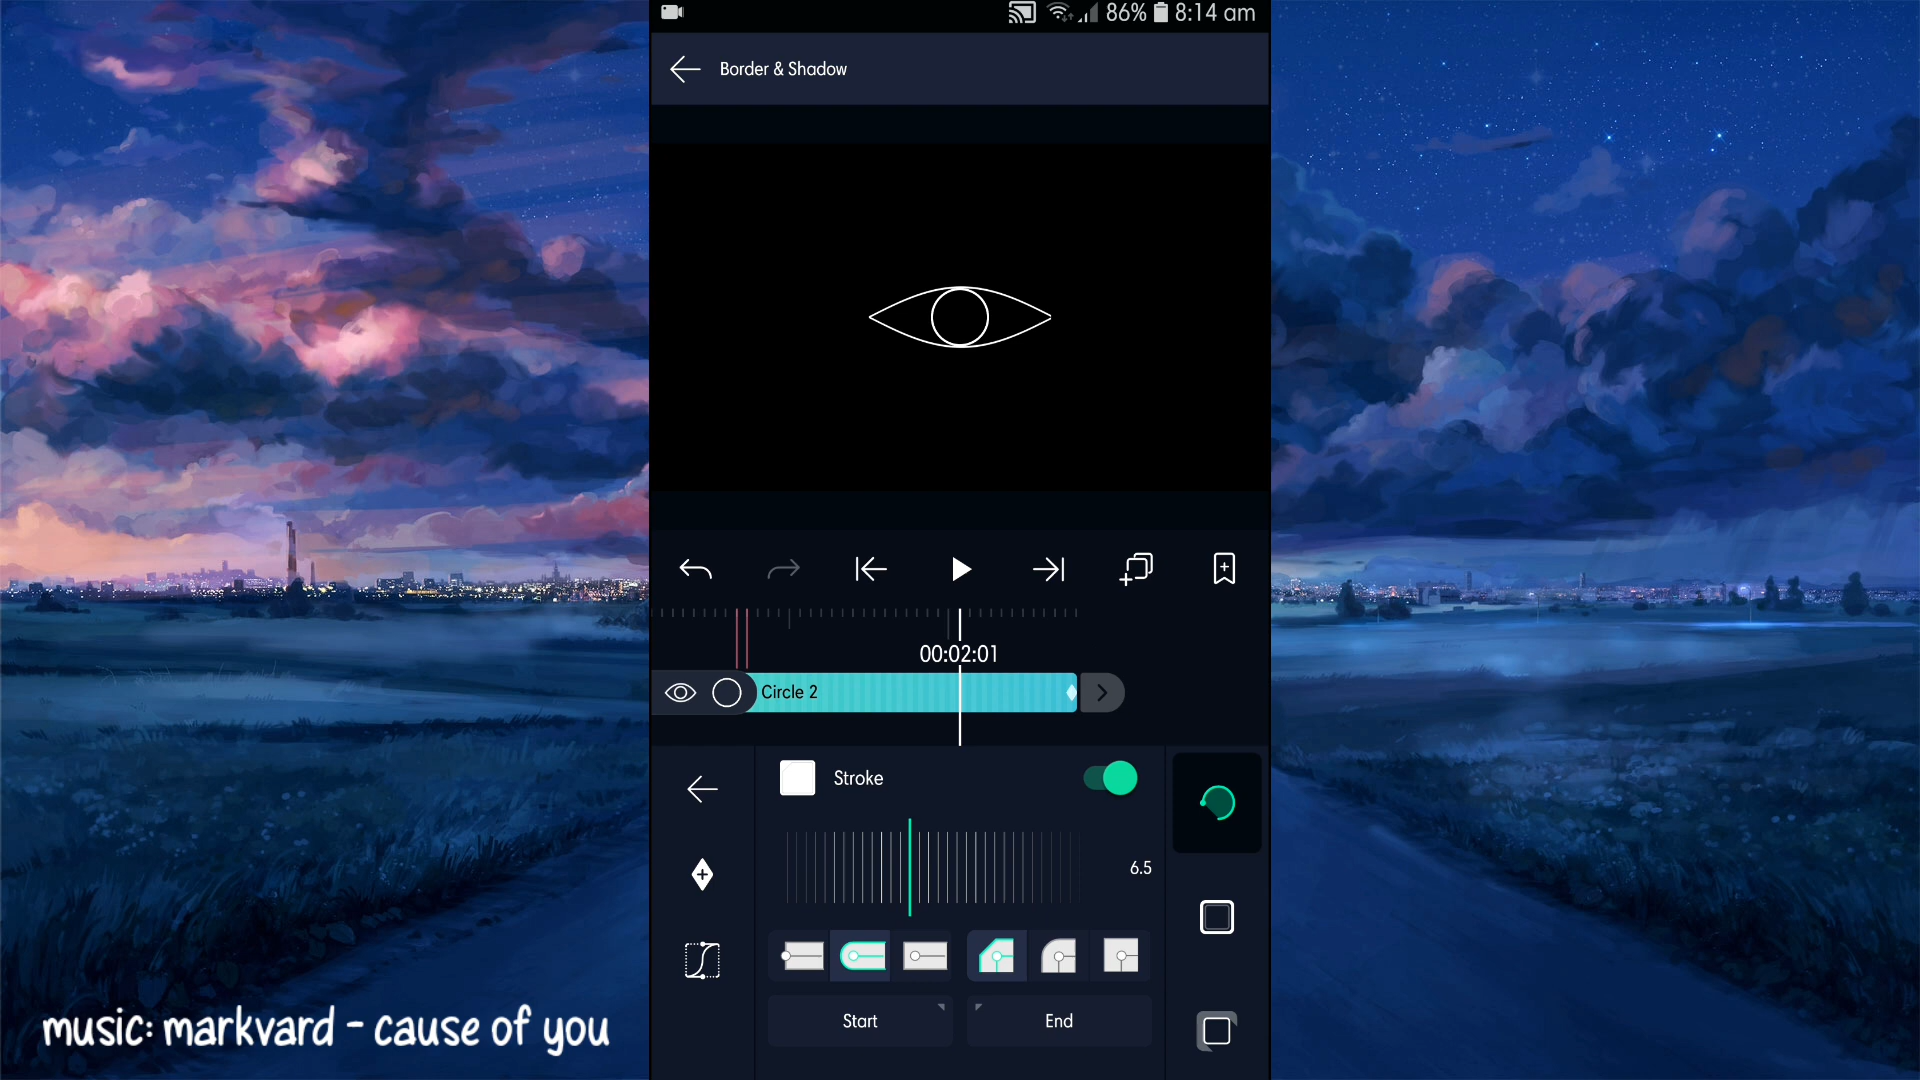 86% 8:14 am
Border & Shadow
00:02:01
Circle 2
Stroke
6.5
Start End
music: markvard - cause of you